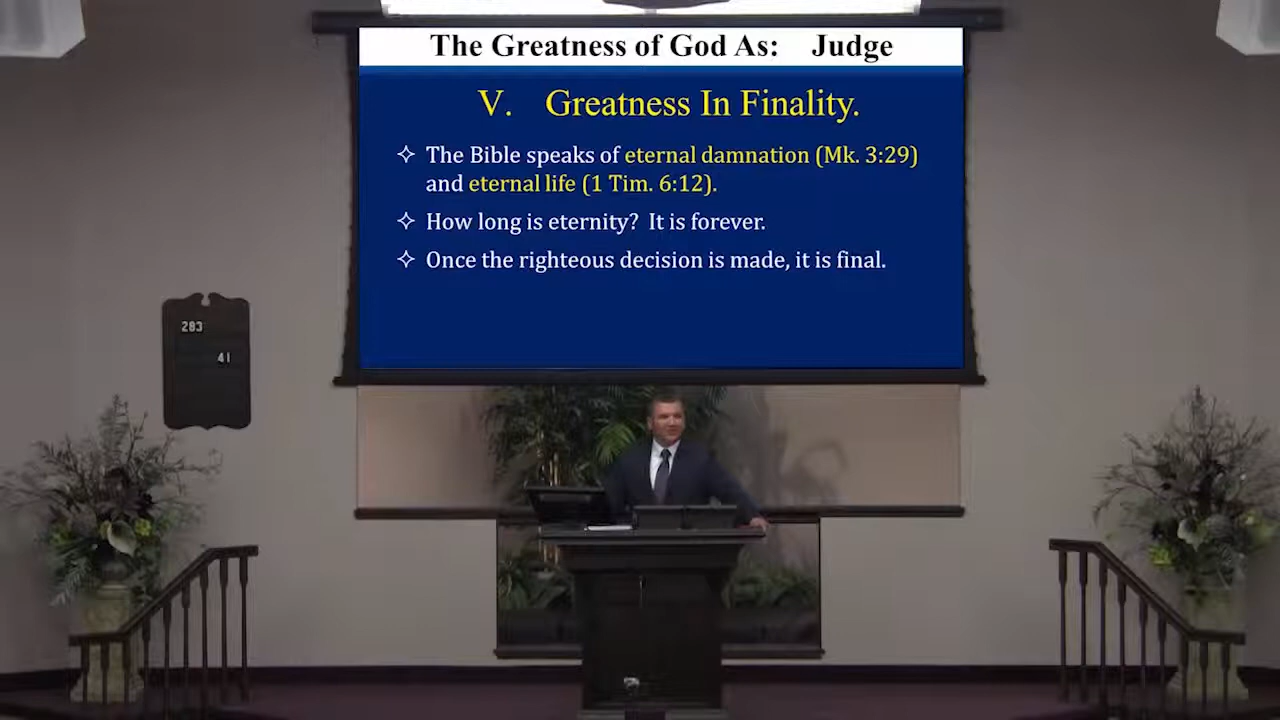 The Greatness of God As: Judge
V. Greatness In Finality.
The Bible speaks of eternal damnation (Mk. 3:29)
and eternal life (1 Tim. 6:12).
How long is eternity? It is forever.
Once the righteous decision is made, it is final.
203
41